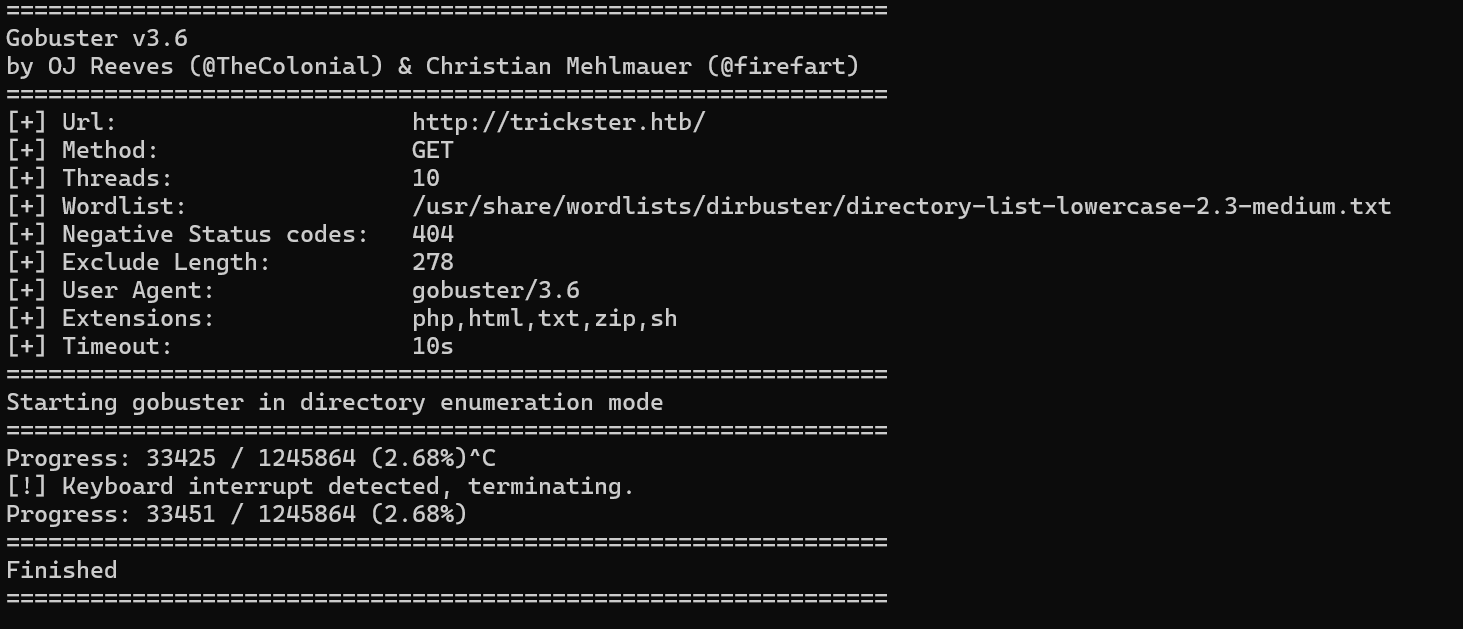 ===============================================================
Gobuster v3.6
by OJ Reeves (@TheColonial) & Christian Mehlmauer (@firefart)
===============================================================
[+] Url:                     http://trickster.htb/
[+] Method:                  GET
[+] Threads:                 10
[+] Wordlist:                /usr/share/wordlists/dirbuster/directory-list-lowercase-2.3-medium.txt
[+] Negative Status codes:   404
[+] Exclude Length:          278
[+] User Agent:              gobuster/3.6
[+] Extensions:              php,html,txt,zip,sh
[+] Timeout:                 10s
===============================================================
Starting gobuster in directory enumeration mode
===============================================================
Progress: 33425 / 1245864 (2.68%)^C
[!] Keyboard interrupt detected, terminating.
Progress: 33451 / 1245864 (2.68%)
===============================================================
Finished
===============================================================